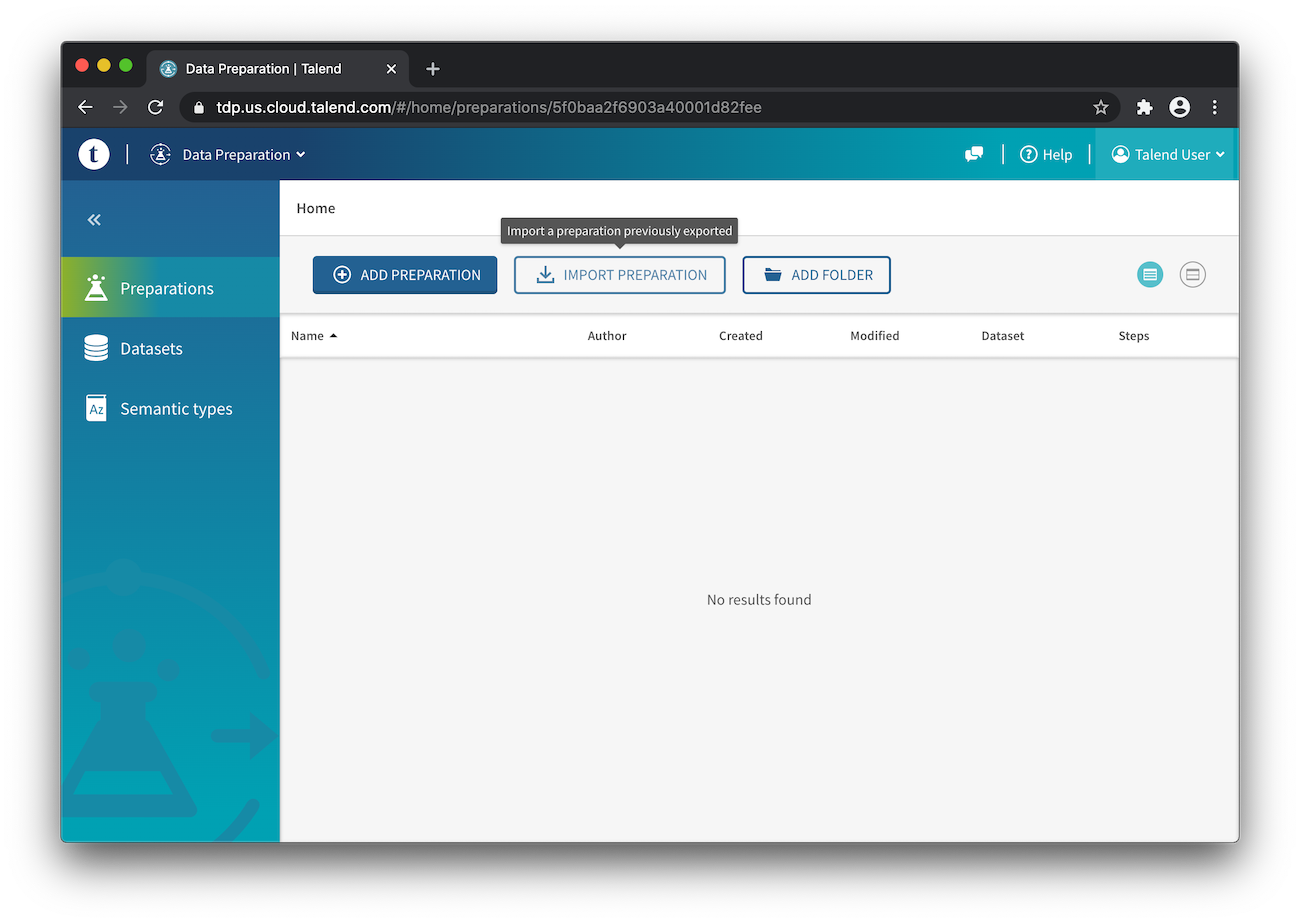 Data Preparation | Talend
tdp.us.cloud.talend.com/#/home/preparations/5f0baa2f6903a40001d82fee
t
Data Preparation
Help
Talend User
Home
Import a preparation previously exported
ADD PREPARATION
IMPORT PREPARATION
ADD FOLDER
Preparations
Datasets
Az
Semantic types
Name
Author
Created
Modified
Dataset
Steps
No results found